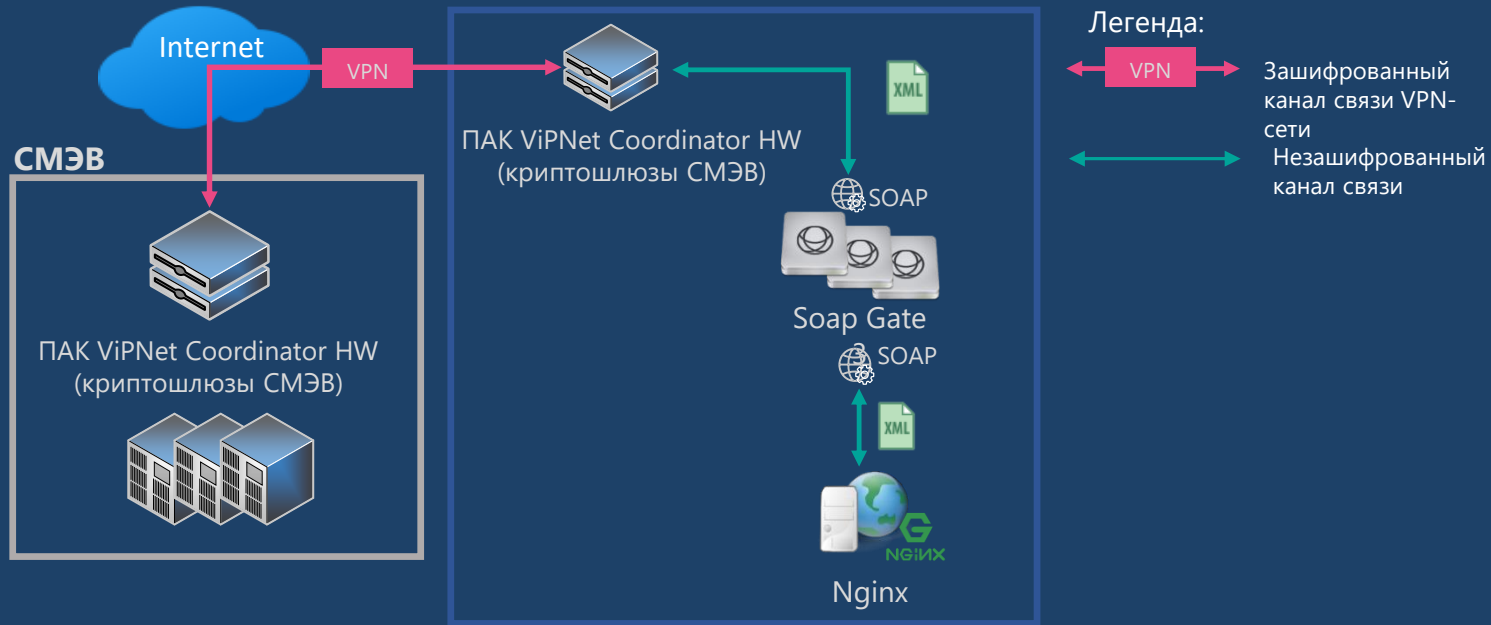 Internet
VPN
СМЭВ
ПАК ViPNet Coordinator HW
(криптошлюзы СМЭВ)
ПАК ViPNet Coordinator HW
(криптошлюзы СМЭВ)
XML
SOAP
Soap Gate
3
SOAP
XML
NGiNX
Nginx
Легенда:
VPN
Зашифрованный
канал связи VPN-
сети
Незашифрованный
канал связи